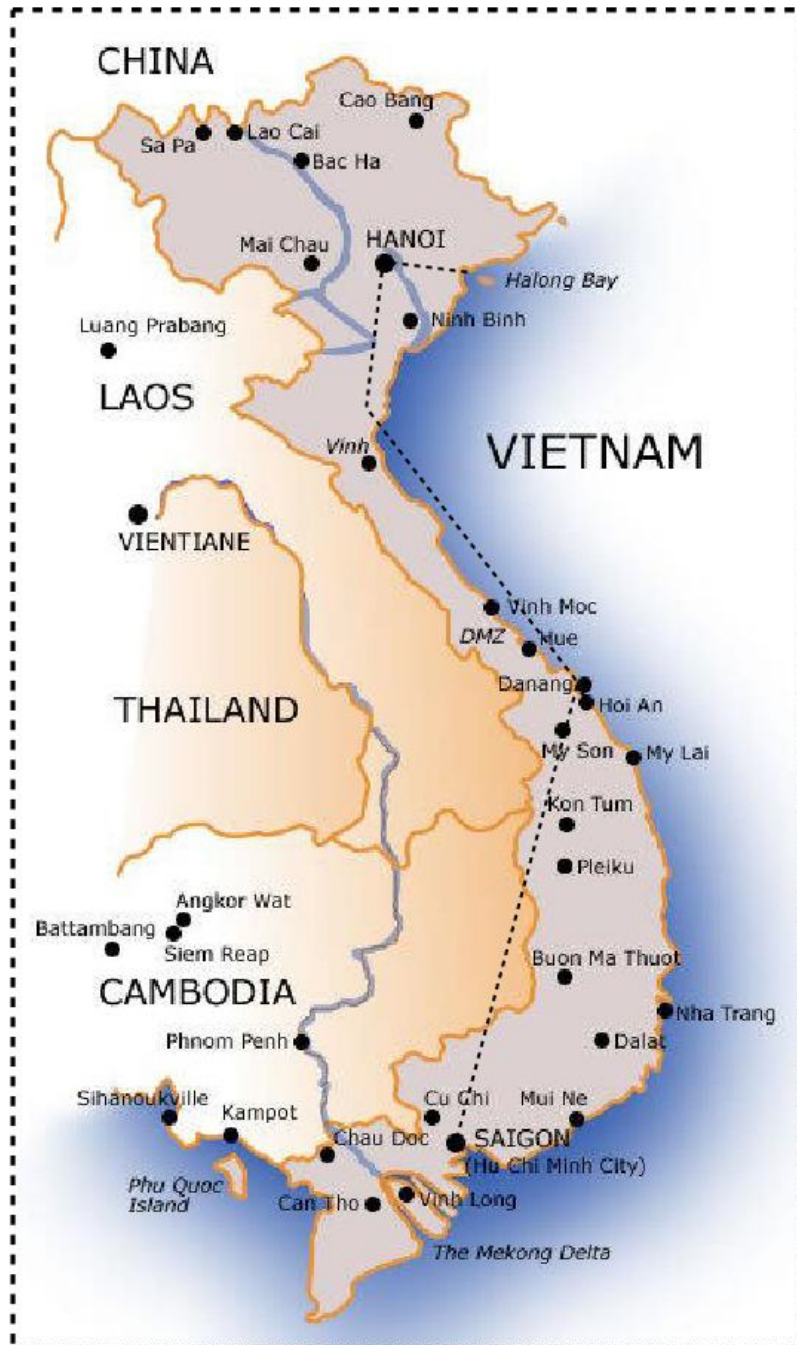 CHINA
Cao Bang
Sa Pa
Lao Cai
Bac Ha
Mai Chau
HANOI
Halong Bay
Luang Prabang
Ninh Binh
LAOS
Vinh
VIETNAM
VIENTIANE
Vinh Moc
DMZ
Hue
Danang
Hoi An
THAILAND
My Son
My Lai
Kon Tum
Pleiku
Angkor Wat
Battambang
Siem Reap
Buon Ma Thuot
CAMBODIA
Nha Trang
Phnom Penh
Dalat
Sihanoukville
Kampot
Cu Chi
Mui Ne
Chau Doc
SAIGON
(Hu Chi Minh City)
Phu Quoc
Island
Can Tho
Vinh Long
The Mekong Delta